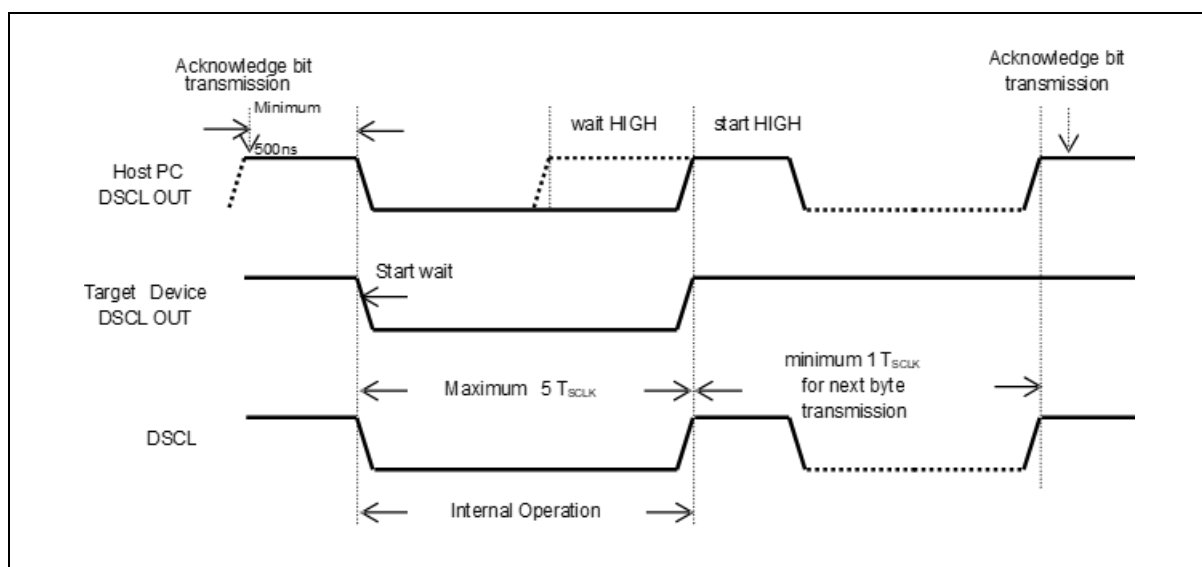 Acknowledge bit
transmission
Minimum
500ns
Acknowledge bit
transmission
wait HIGH
start HIGH
Host PC
DSCL OUT
Start wait
Target Device
DSCL OUT
Maximum 5 TSCLK
minimum 1 TSCLK
for next byte
transmission
DSCL
Internal Operation